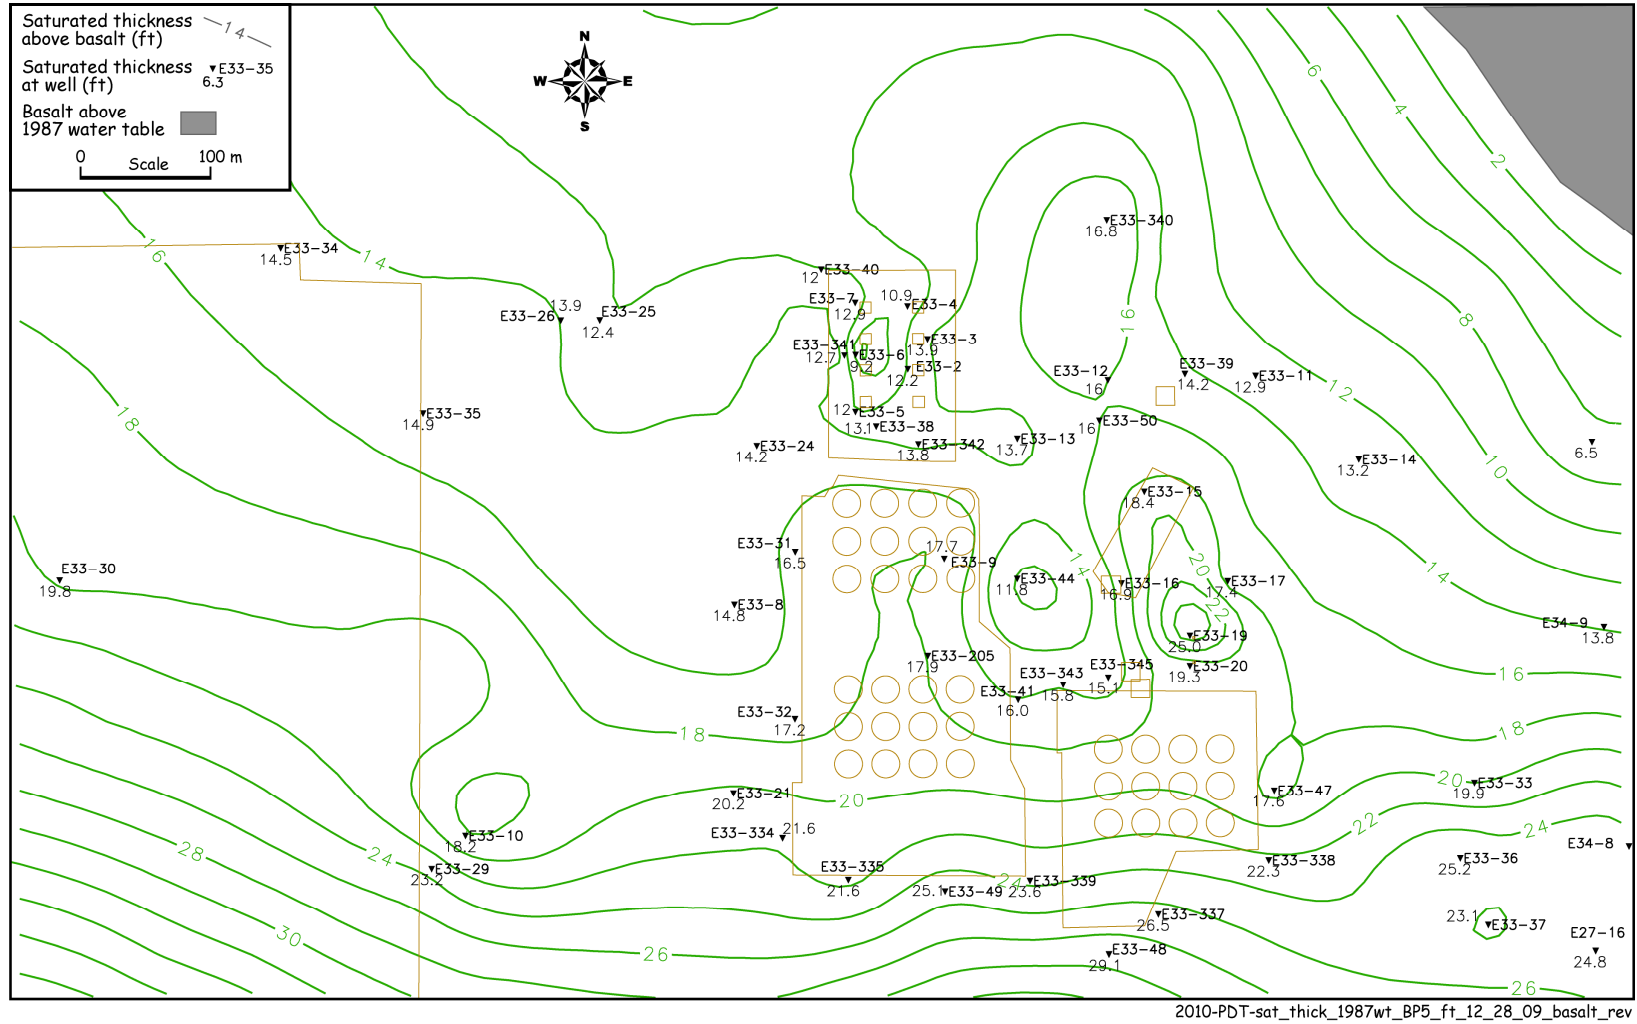 Saturated thickness
above basalt (ft)
14
Saturated thickness
at well (ft)
E33-35
6.3
Basalt above
1987 water table
0
Scale
100 m
N
W
E
S
6
4
2
16
14
E33-34
14.5
E33-340
16.8
E33-40
12
E33-7
12.9
10.9
E33-4
13.9
E33-26
E33-25
12.4
16
8
E33-341
12.7
E33-6
9.2
E33-3
13.9
E33-2
12.2
E33-12
16
E33-39
14.2
E33-11
12.9
12
18
E33-35
14.9
12
E33-5
13.1
E33-38
E33-342
13.8
E33-13
13.7
16
E33-50
E33-24
14.2
E33-14
13.2
10
6.5
E33-15
18.4
E33-31
16.5
17.7
E33-9
E33-30
19.8
E33-44
11.8
14
E33-16
16.9
20
22
E33-17
17.4
14
E33-8
14.8
E33-19
25.0
E34-9
13.8
E33-205
17.9
E33-20
19.3
E33-343
15.8
E33-345
15.1
16
E33-41
16.0
E33-32
17.2
18
18
E33-21
20.2
20
E33-47
17.6
20
E33-33
19.9
E33-334
21.6
22
24
E33-10
18.2
28
24
E33-29
23.2
E33-335
21.6
25.1
E33-49
24
E33-339
23.6
E33-338
22.3
E33-36
25.2
E34-8
E33-337
26.5
23.1
E33-37
30
26
E33-48
29.1
E27-16
24.8
26
2010-PDT-sat_thick_1987wt_BP5_ft_12_28_09_basalt_rev